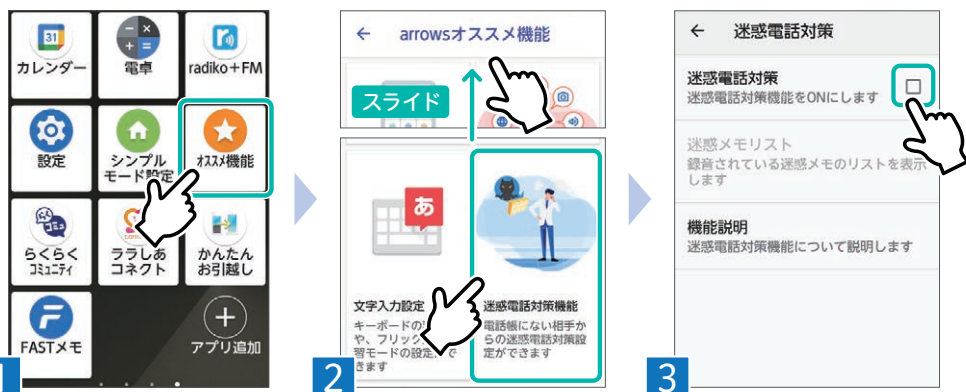 31
カレンダー
電卓
radiko+FM
設定
シンプル
モード設定
オススメ機能
らくらく
コミュニティ
ララしあ
コネクト
かんたん
お引越し
FASTメモ
アプリ追加
1
← arrowsオススメ機能
スライド
あ
文字入力設定
キーボードの
や、フリック
習モードの設定
きます
迷惑電話対策機能
電話帳にない相手か
らの迷惑電話対策設
定ができます
2
← 迷惑電話対策
迷惑電話対策
迷惑電話対策機能をONにします
迷惑メモリスト
録音されている迷惑メモのリストを表示
します
機能説明
迷惑電話対策機能について説明します
3